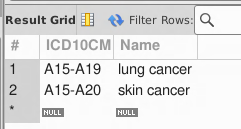 Result Grid Filter Rows:
# ICD10CM Name
1 A15-A19 lung cancer
2 A15-A20 skin cancer
* NULL NULL